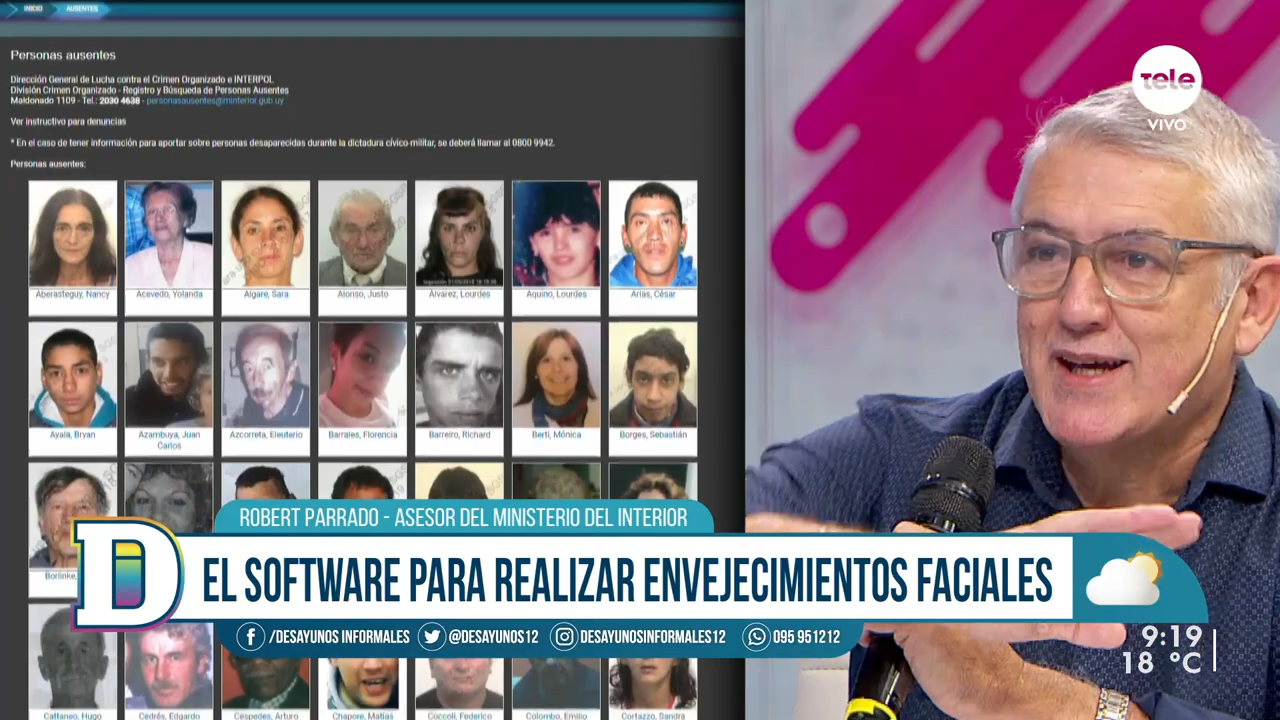 INICIO
AUSENTES
Personas ausentes
Dirección General de Lucha contra el Crimen Organizado e INTERPOL
División Crimen Organizado - Registro y Búsqueda de Personas Ausentes
Maldonado 1109 - Tel.: 2030 4638 - personasausentes@minterior.gub.uy
Ver instructivo para denuncias
* En el caso de tener información para aportar sobre personas desaparecidas durante la dictadura cívico-militar, se deberá llamar al 0800 9942.
Personas ausentes:
Aberasteguy, Nancy
Acevedo, Yolanda
Algare, Sara
Alonso, Justo
Álvarez, Lourdes
Aquino, Lourdes
Arias, César
Ayala, Bryan
Azambuya, Juan
Carlos
Azcorreta, Eleuterio
Barrales, Florencia
Barreiro, Richard
Berti, Mónica
Borges, Sebastián
Cattaneo, Hugo
Cedrés, Edgardo
Céspedes, Arturo
Chapore, Matías
Coccoli, Federico
Colombo, Emilio
Cortazzo, Sandra
tele
VIVO
ROBERT PARRADO - ASESOR DEL MINISTERIO DEL INTERIOR
Di
EL SOFTWARE PARA REALIZAR ENVEJECIMIENTOS FACIALES
/DESAYUNOS INFORMALES
@DESAYUNOS12
DESAYUNOSINFORMALES12
095 951212
9:19
18 °C